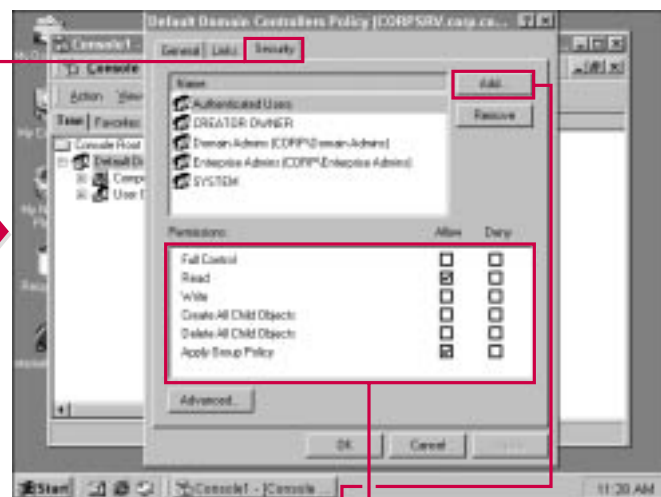 Default Domain Controllers Policy [CORPSRV.corp.co...
Console1 -
Console
General Links Security
Action View
Tree Favorites
Console Root
Default Do
Compu
User C
Name
Authenticated Users
CREATOR OWNER
Domain Admins (CORP\Domain Admins)
Enterprise Admins (CORP\Enterprise Admins)
SYSTEM
Add...
Remove
Permissions: Allow Deny
Full Control
Read
Write
Create All Child Objects
Delete All Child Objects
Apply Group Policy
Advanced...
OK Cancel
Start Console1 - [Console ... 11:20 AM